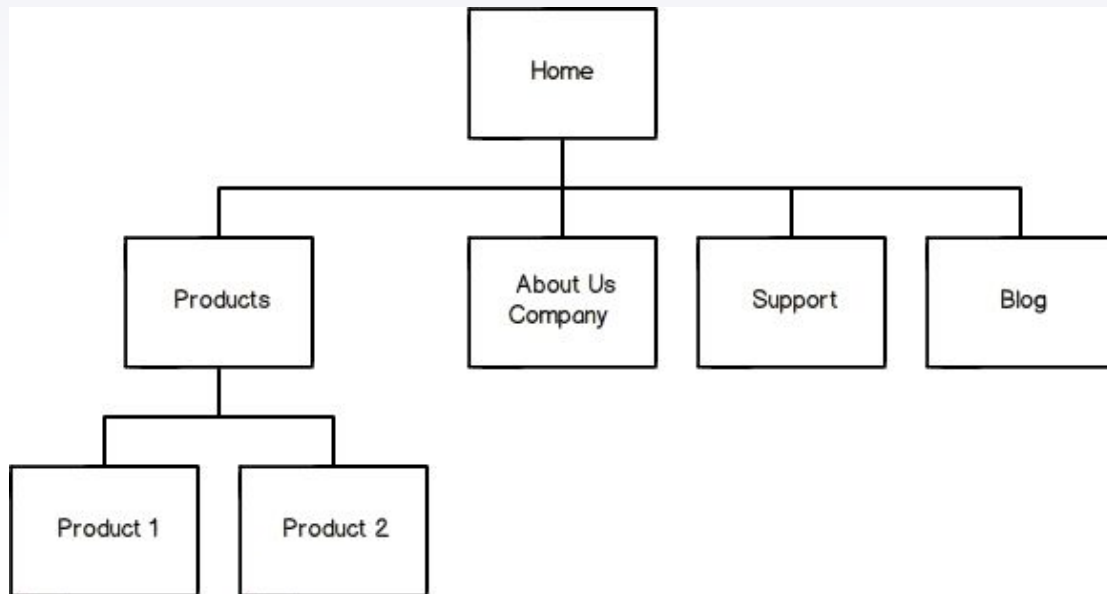 Home
Products
About Us
Company
Support
Blog
Product 1
Product 2